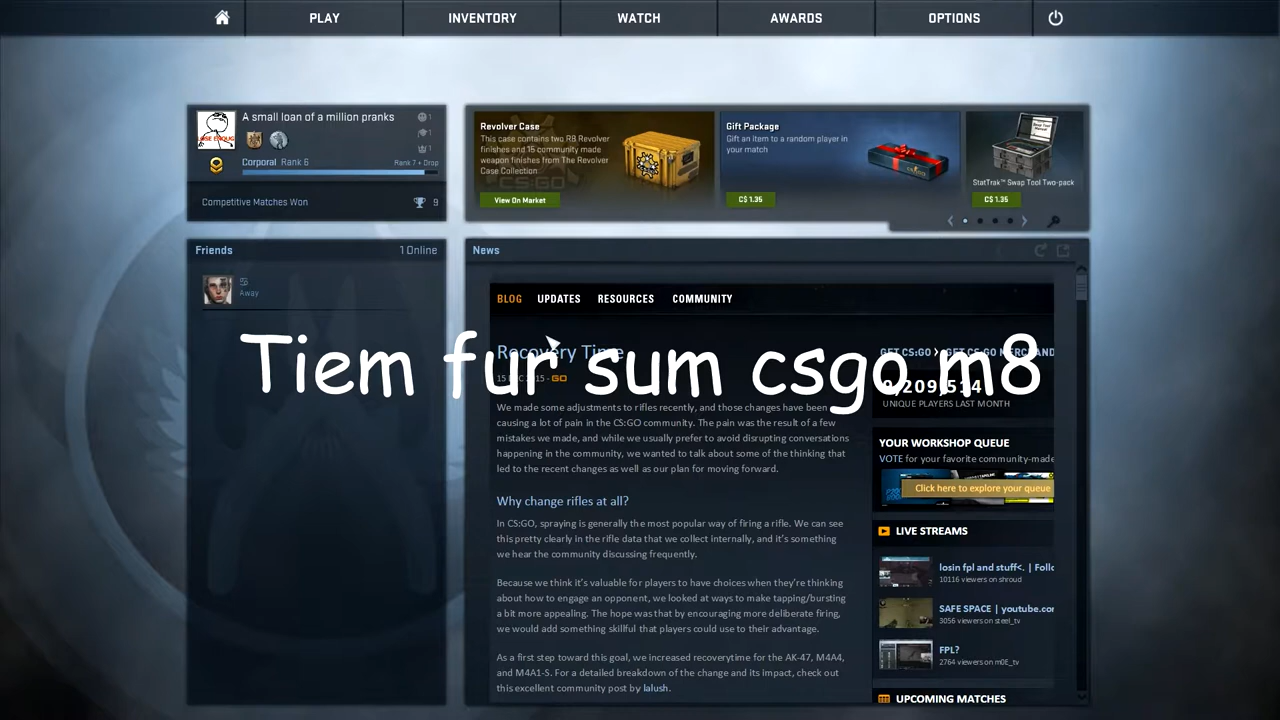 PLAY
INVENTORY
WATCH
AWARDS
OPTIONS
A small loan of a million pranks
1
1
1
Corporal Rank 6
Rank 7 + Drop
Competitive Matches Won
9
Revolver Case
This case contains two R8 Revolver
finishes and 15 community made
weapon finishes from The Revolver
Case Collection.
CS:GO
View On Market
Gift Package
Gift an item to a random player in
your match
C$ 1.35
StatTrak™ Swap Tool Two-pack
C$ 1.35
Friends
1 Online
Away
News
BLOG
UPDATES
RESOURCES
COMMUNITY
Recovery Time
Tiem fur sum csgo m8
We made some adjustments to rifles recently, and those changes have been
causing a lot of pain in the CS:GO community. The pain was the result of a few
mistakes we made, and while we usually prefer to avoid disrupting conversations
happening in the community, we wanted to talk about some of the thinking that
led to the recent changes as well as our plan for moving forward.
Why change rifles at all?
In CS:GO, spraying is generally the most popular way of firing a rifle. We can see
this pretty clearly in the rifle data that we collect internally, and it's something
we hear the community discussing frequently.
Because we think it's valuable for players to have choices when they're thinking
about how to engage an opponent, we looked at ways to make tapping/bursting
a bit more appealing. The hope was that by encouraging more deliberate firing,
we would add something skillful that players could use to their advantage.
As a first step toward this goal, we increased recoverytime for the AK-47, M4A4,
and M4A1-S. For a detailed breakdown of the change and its impact, check out
this excellent community post by lalush.
GET CS:GO
GET CS:GO MERCHAND
UNIQUE PLAYERS LAST MONTH
YOUR WORKSHOP QUEUE
VOTE for your favorite community-made
Click here to explore your queue
LIVE STREAMS
losin fpl and stuff<. | Follo
10116 viewers on shroud
SAFE SPACE | youtube.con
3056 viewers on steel_tv
FPL?
2764 viewers on m0E_tv
UPCOMING MATCHES